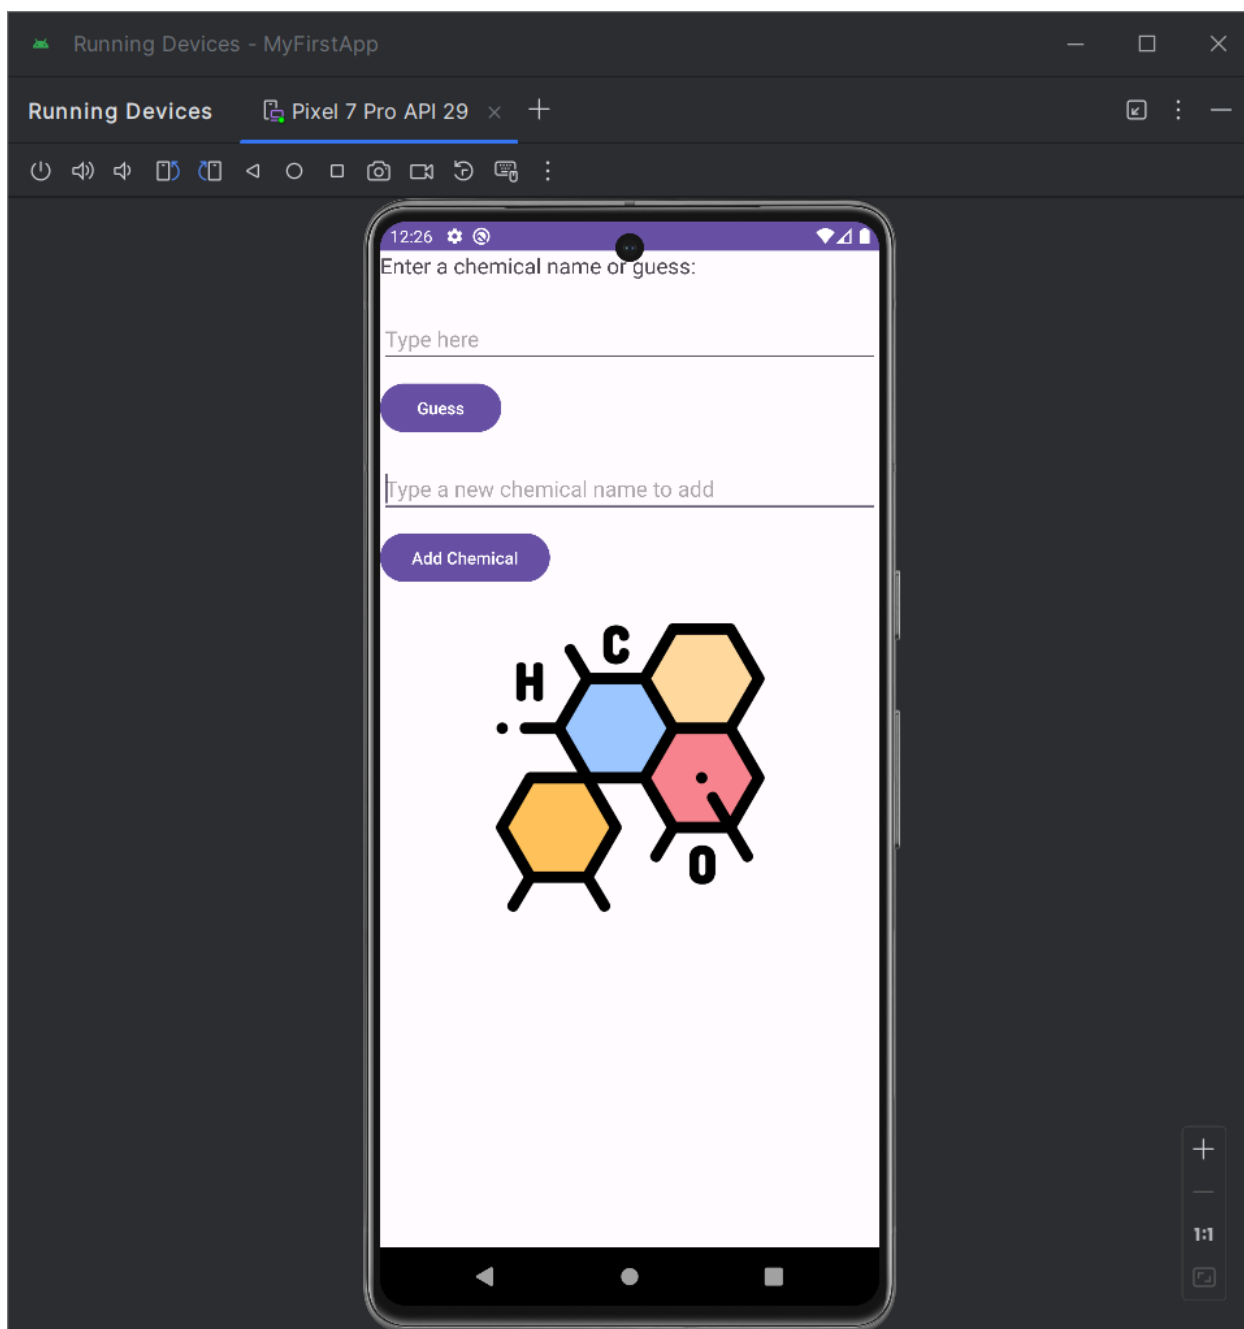 Running Devices - MyFirstApp
Running Devices Pixel 7 Pro API 29
12:26
Enter a chemical name or guess:
Type here
Guess
Type a new chemical name to add
Add Chemical
C
H
O
1:1